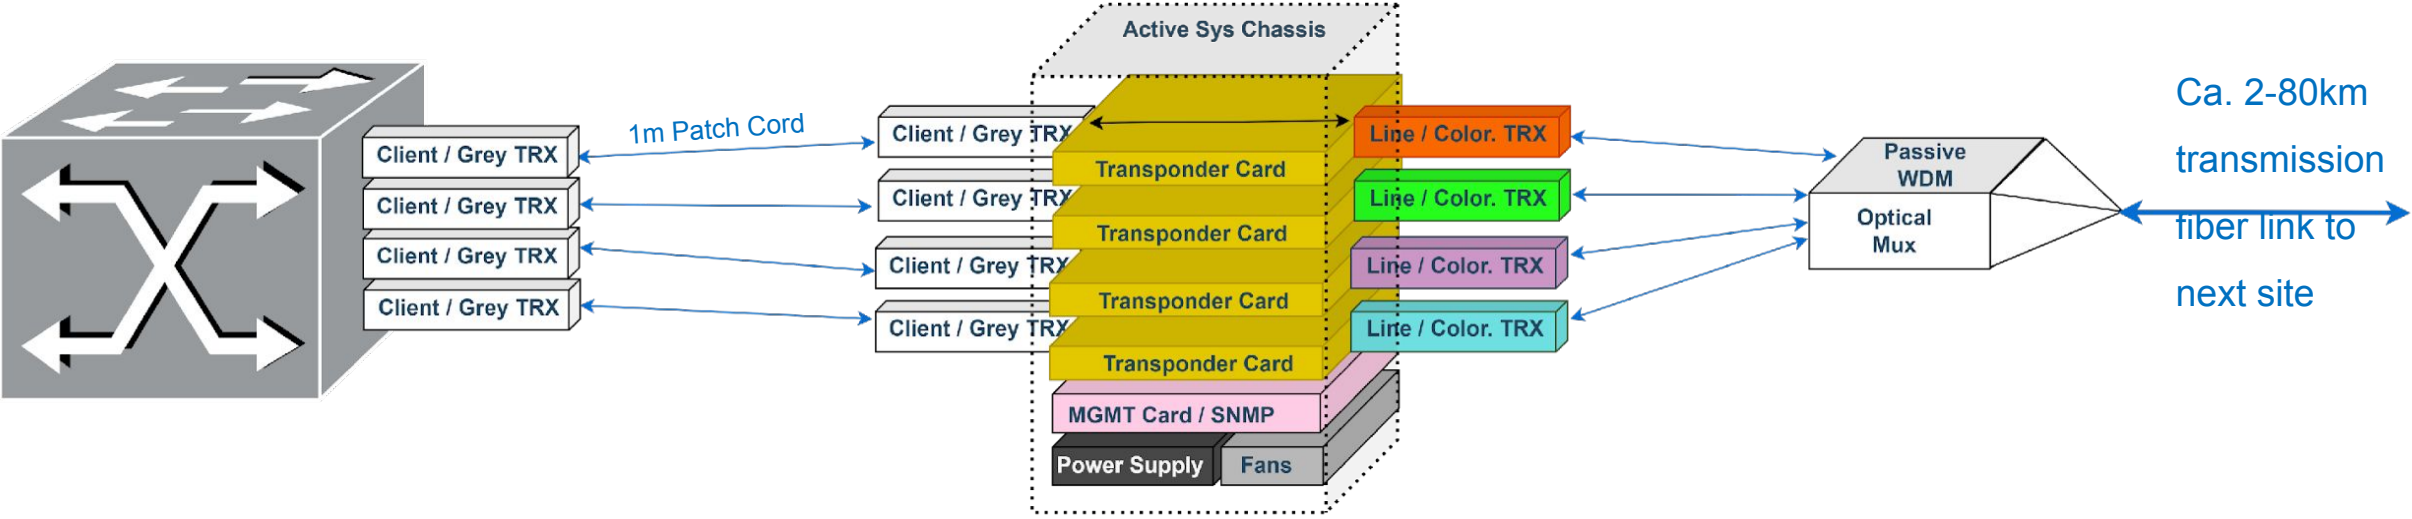 Active Sys Chassis
Client / Grey TRX
Client / Grey TRX
Client / Grey TRX
Client / Grey TRX
1m Patch Cord
Client / Grey TRX
Client / Grey TRX
Client / Grey TRX
Client / Grey TRX
Transponder Card
Transponder Card
Transponder Card
Transponder Card
MGMT Card / SNMP
Power Supply
Fans
Line / Color. TRX
Line / Color. TRX
Line / Color. TRX
Line / Color. TRX
Passive
WDM
Optical
Mux
Ca. 2-80km
transmission
fiber link to
next site